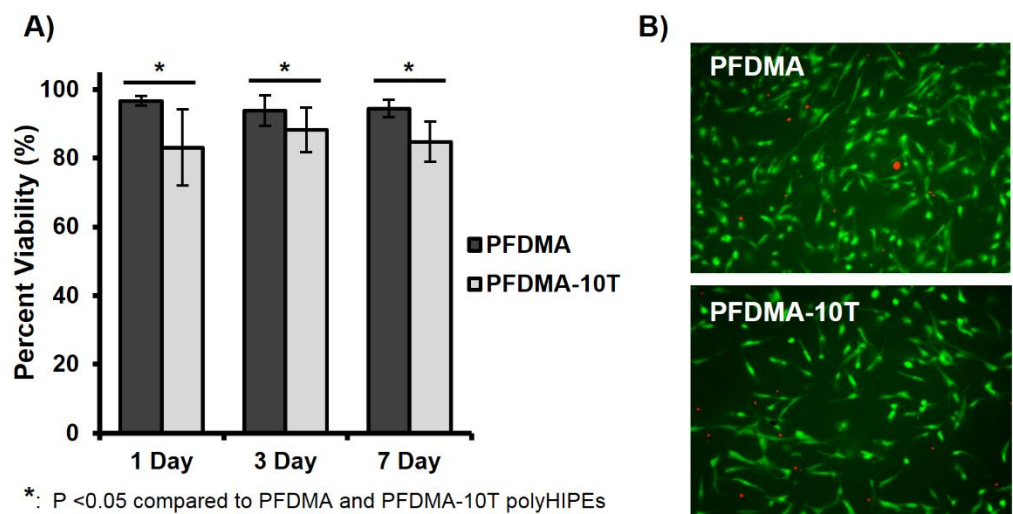 A)
B)
* * *
100
80
60
40
20
0
Percent Viability (%)
PFDMA
PFDMA-10T
1 Day 3 Day 7 Day
*: P <0.05 compared to PFDMA and PFDMA-10T polyHIPEs
PFDMA
PFDMA-10T